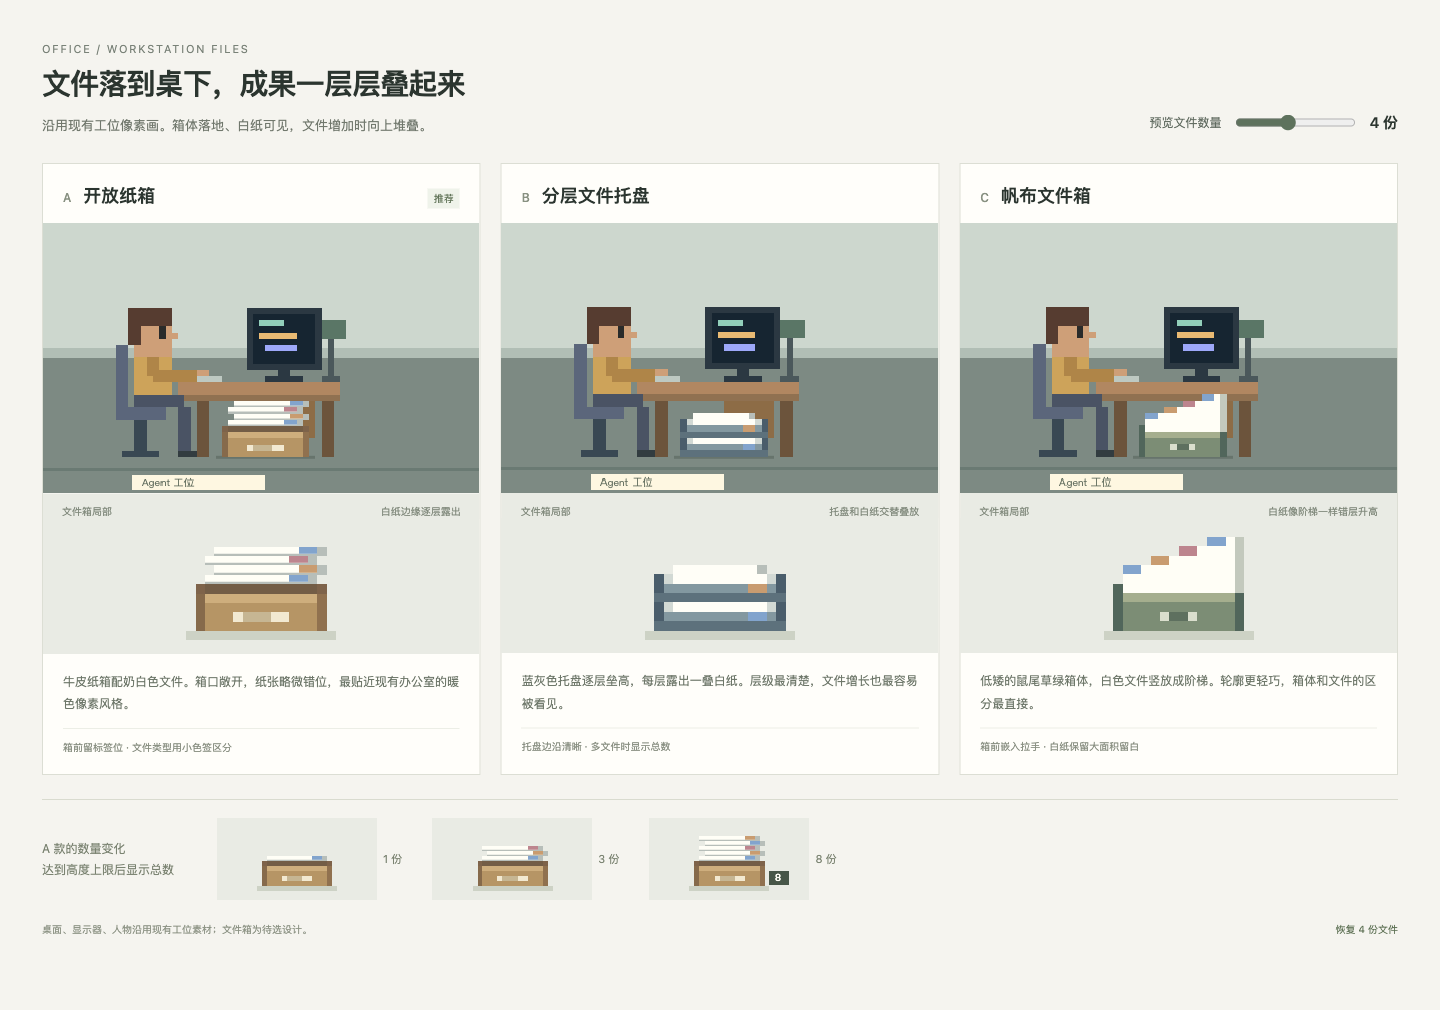 OFFICE / WORKSTATION FILES
文件落到桌下，成果一层层叠起来
沿用现有工位像素画。箱体落地、白纸可见，文件增加时向上堆叠。
预览文件数量 4 份
A 开放纸箱 推荐
Agent 工位
文件箱局部 白纸边缘逐层露出
牛皮纸箱配奶白色文件。箱口敞开，纸张略微错位，最贴近现有办公室的暖
色像素风格。
箱前留标签位 · 文件类型用小色签区分
B 分层文件托盘
Agent 工位
文件箱局部 托盘和白纸交替叠放
蓝灰色托盘逐层垒高，每层露出一叠白纸。层级最清楚，文件增长也最容易
被看见。
托盘边沿清晰 · 多文件时显示总数
C 帆布文件箱
Agent 工位
文件箱局部 白纸像阶梯一样错层升高
低矮的鼠尾草绿箱体，白色文件竖放成阶梯。轮廓更轻巧，箱体和文件的区
分最直接。
箱前嵌入拉手 · 白纸保留大面积留白
A 款的数量变化
达到高度上限后显示总数
1 份
3 份
8
8 份
桌面、显示器、人物沿用现有工位素材；文件箱为待选设计。
恢复 4 份文件